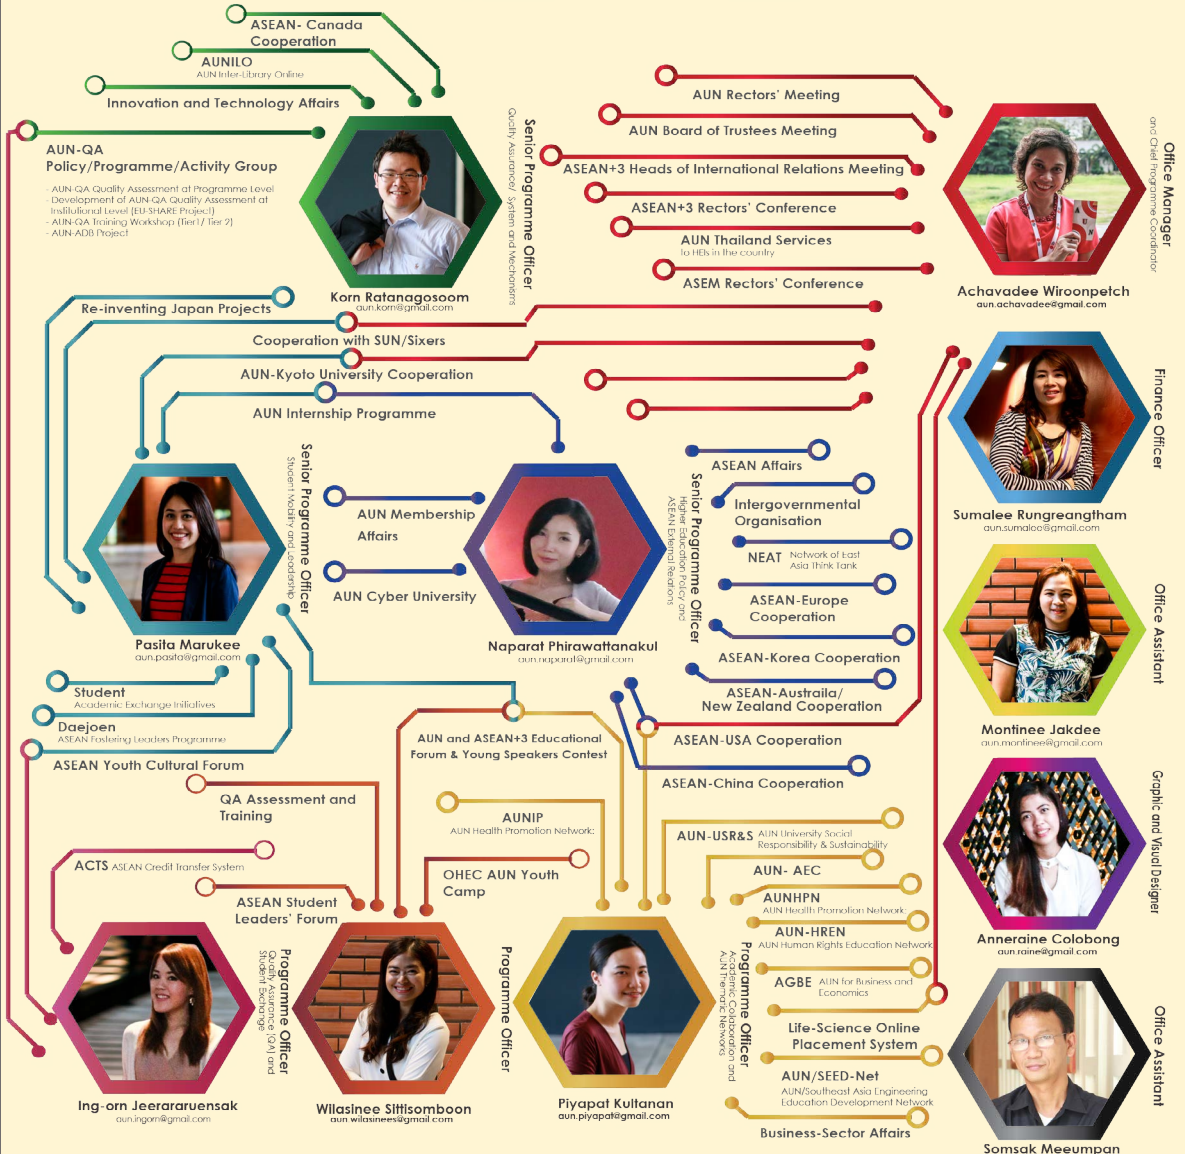 ASEAN- Canada
Cooperation
AUNILO
AUN Inter-Library Online
Innovation and Technology Affairs
AUN-QA
Policy/Programme/Activity Group
- AUN-QA Quality Assessment at Programme Level
- Development of AUN-QA Quality Assessment at
Institutional Level (EU-SHARE Project)
- AUN-QA Training Workshop (Tier1/ Tier 2)
- AUN-ADB Project
Senior Programme Officer
Quality Assurance/ System and Mechanisms
Korn Ratanagosoom
aun.korn@gmail.com
AUN Rectors' Meeting
AUN Board of Trustees Meeting
ASEAN+3 Heads of International Relations Meeting
ASEAN+3 Rectors' Conference
AUN Thailand Services
to HEIs in the country
ASEM Rectors' Conference
Office Manager
and Chief Programme Coordinator
Achavadee Wiroonpetch
aun.achavadee@gmail.com
Re-inventing Japan Projects
Cooperation with SUN/Sixers
AUN-Kyoto University Cooperation
AUN Internship Programme
Finance Officer
Sumalee Rungreangtham
aun.sumalee@gmail.com
Senior Programme Officer
Student Mobility and Leadership
Pasita Marukee
aun.pasita@gmail.com
AUN Membership
Affairs
AUN Cyber University
Senior Programme Officer
Higher Education Policy and
ASEAN External Relations
Naparat Phirawattanakul
aun.naparat@gmail.com
ASEAN Affairs
Intergovernmental
Organisation
NEAT Network of East
Asia Think Tank
ASEAN-Europe
Cooperation
ASEAN-Korea Cooperation
ASEAN-Austraila/
New Zealand Cooperation
ASEAN-USA Cooperation
ASEAN-China Cooperation
Office Assistant
Montinee Jakdee
aun.montinee@gmail.com
Student
Academic Exchange Initiatives
Daejoen
ASEAN Fostering Leaders Programme
ASEAN Youth Cultural Forum
AUN and ASEAN+3 Educational
Forum & Young Speakers Contest
QA Assessment and
Training
ACTS ASEAN Credit Transfer System
ASEAN Student
Leaders' Forum
AUNIP
AUN Health Promotion Network:
OHEC AUN Youth
Camp
AUN-USR&S AUN University Social
Responsibility & Sustainability
AUN- AEC
AUNHPN
AUN Health Promotion Network:
AUN-HREN
AUN Human Rights Education Network
AGBE AUN for Business and
Economics
Life-Science Online
Placement System
AUN/SEED-Net
AUN/Southeast Asia Engineering
Education Development Network
Business-Sector Affairs
Graphic and Visual Designer
Anneraine Colobong
aun.raine@gmail.com
Programme Officer
Quality Assurance (QA) and
Student Exchange
Ing-orn Jeerararuensak
aun.ingorn@gmail.com
Programme Officer
Wilasinee Sittisomboon
aun.wilasinees@gmail.com
Programme Officer
Academic Collaboration and
AUN Thematic Networks
Piyapat Kultanan
aun.piyapat@gmail.com
Office Assistant
Somsak Meeumpan